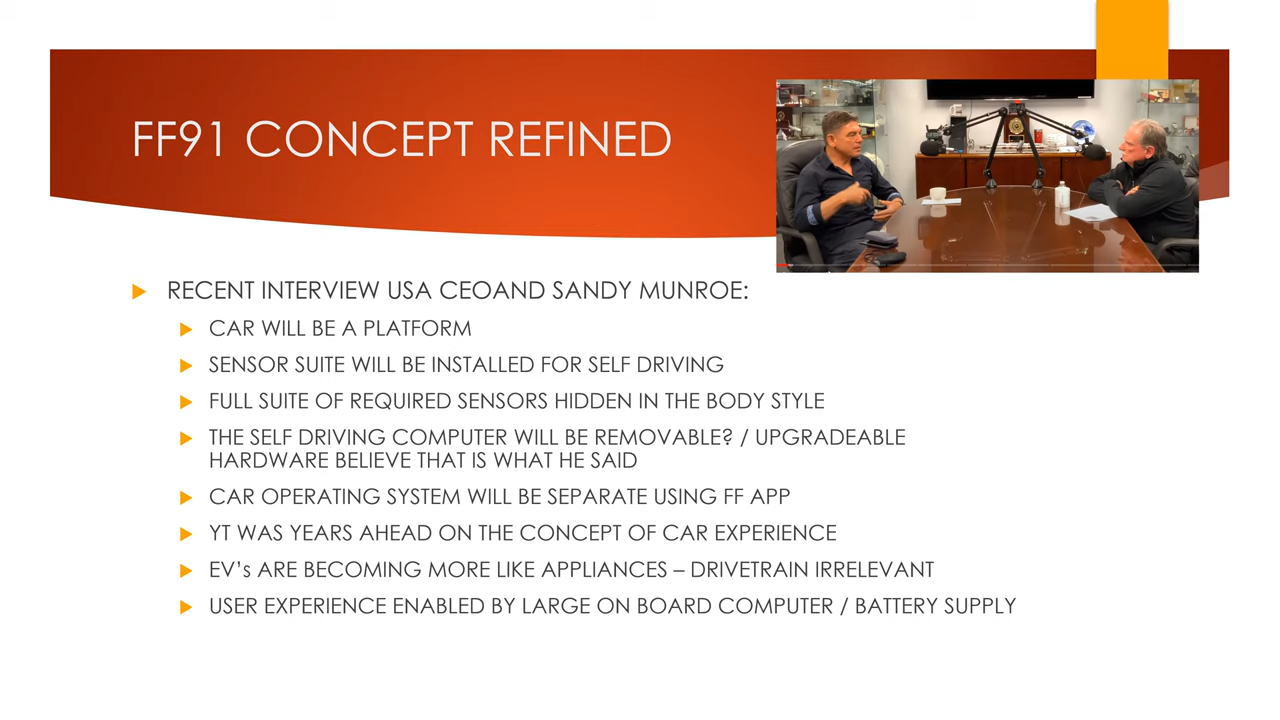 FF91 CONCEPT REFINED
RECENT INTERVIEW USA CEOAND SANDY MUNROE:
CAR WILL BE A PLATFORM
SENSOR SUITE WILL BE INSTALLED FOR SELF DRIVING
FULL SUITE OF REQUIRED SENSORS HIDDEN IN THE BODY STYLE
THE SELF DRIVING COMPUTER WILL BE REMOVABLE? / UPGRADEABLE
HARDWARE BELIEVE THAT IS WHAT HE SAID
CAR OPERATING SYSTEM WILL BE SEPARATE USING FF APP
YT WAS YEARS AHEAD ON THE CONCEPT OF CAR EXPERIENCE
EV's ARE BECOMING MORE LIKE APPLIANCES – DRIVETRAIN IRRELEVANT
USER EXPERIENCE ENABLED BY LARGE ON BOARD COMPUTER / BATTERY SUPPLY